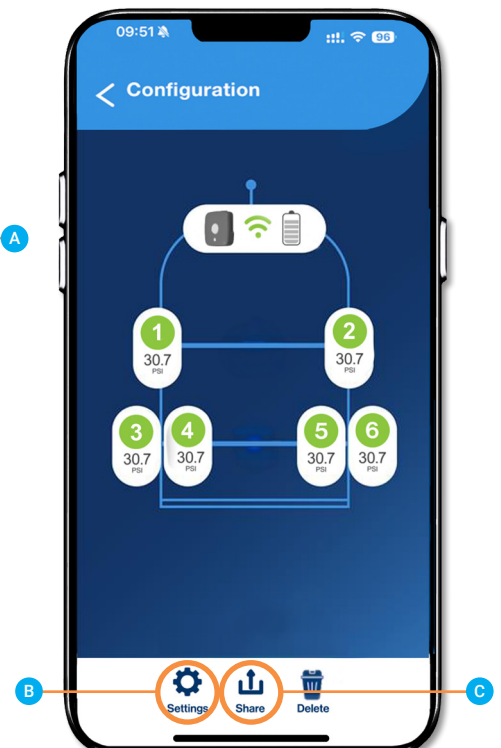 09:51 96
Configuration
1 2
30.7 30.7
PSI PSI
3 4 5 6
30.7 30.7 30.7 30.7
PSI PSI PSI PSI
A
B Settings Share Delete C